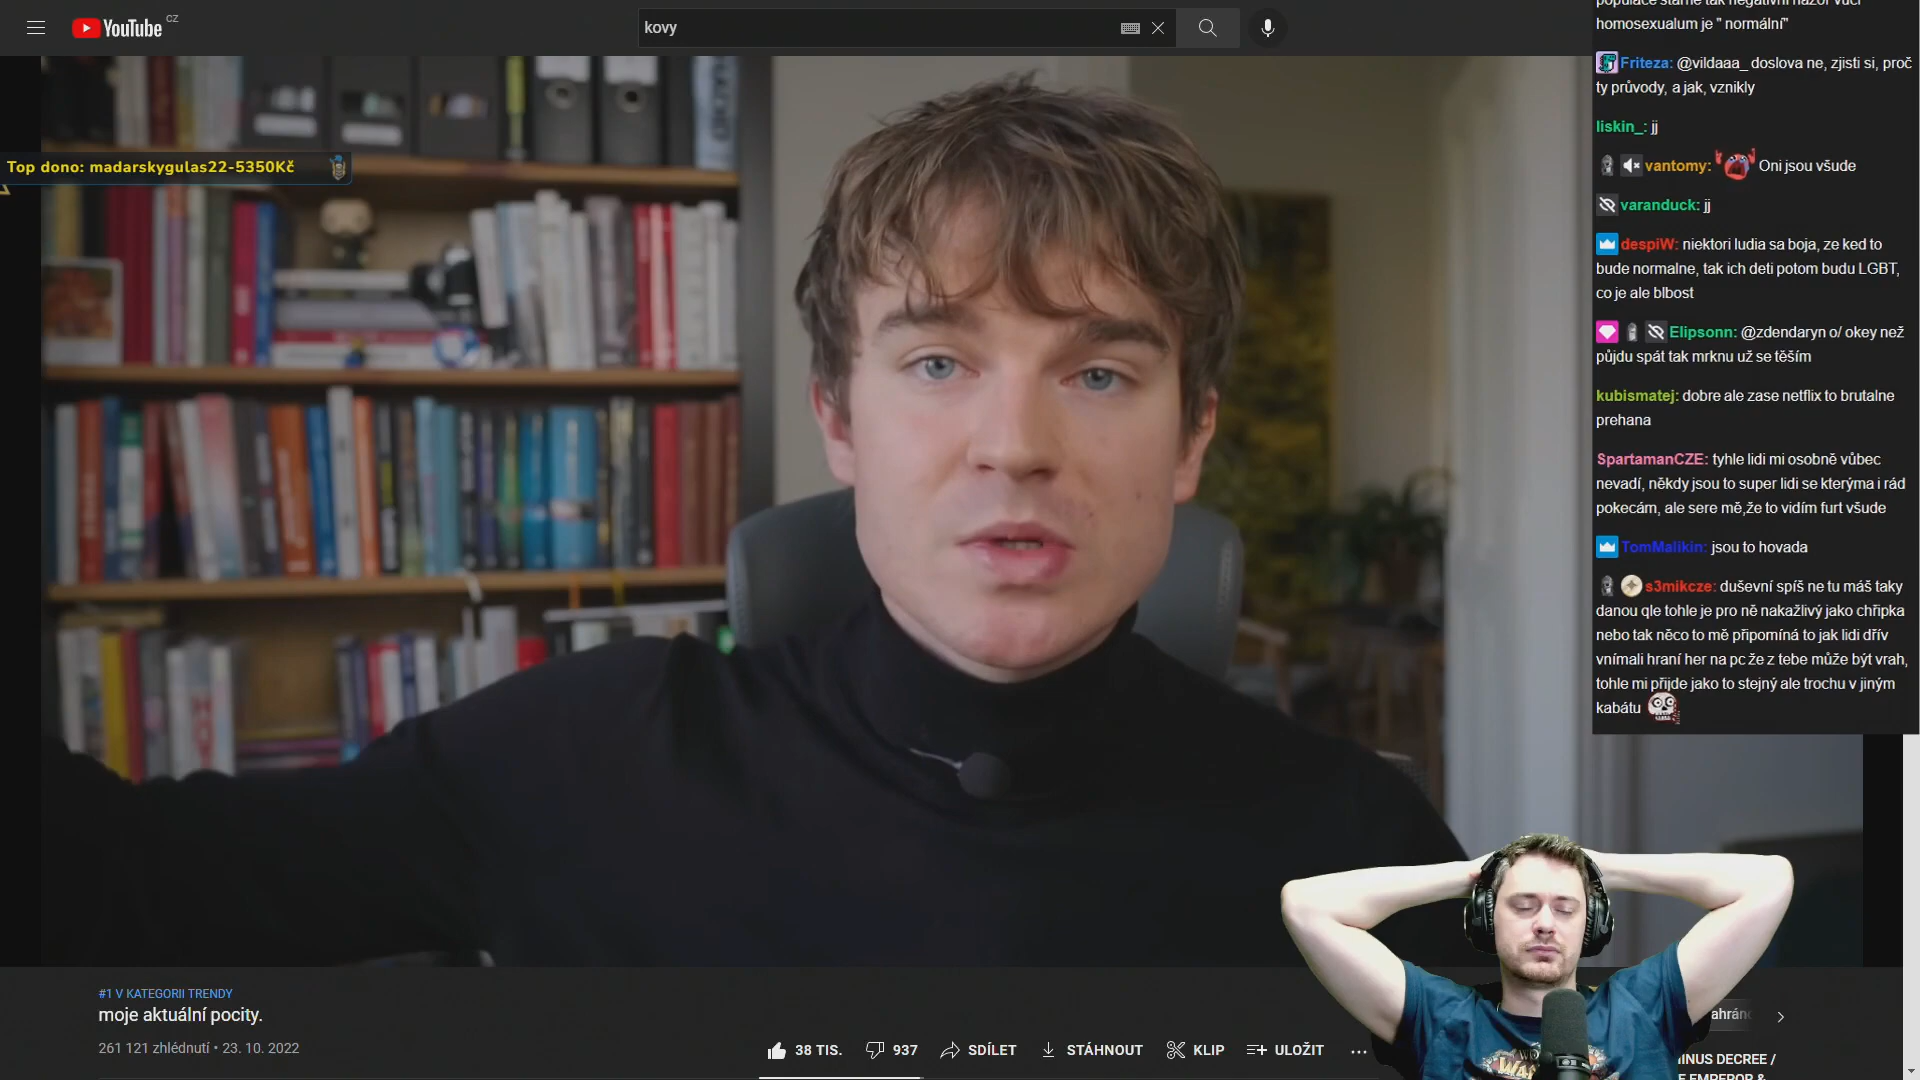 YouTube CZ
kovy
Top dono: madarskygulas22-5350Kč
homosexualum je " normální"
Friteza: @vildaaa_ doslova ne, zjisti si, proč
ty průvody, a jak, vznikly
liskin_: jj
vantomy: Oni jsou všude
varanduck: jj
despiW: niektori ludia sa boja, ze ked to
bude normalne, tak ich deti potom budu LGBT,
co je ale blbost
Elipsonn: @zdendaryn o/ okey než
půjdu spát tak mrknu už se těším
kubismatej: dobre ale zase netflix to brutalne
prehana
SpartamanCZE: tyhle lidi mi osobně vůbec
nevadí, někdy jsou to super lidi se kterýma i rád
pokecám, ale sere mě,že to vidím furt všude
TomMalikin: jsou to hovada
s3mikcze: duševní spíš ne tu máš taky
danou qle tohle je pro ně nakažlivý jako chřipka
nebo tak něco to mě připomíná to jak lidi dřív
vnímali hraní her na pc že z tebe může být vrah,
tohle mi přijde jako to stejný ale trochu v jiným
kabátu
#1 V KATEGORII TRENDY
moje aktuální pocity.
261 121 zhlédnutí • 23. 10. 2022
38 TIS.
937
SDÍLET
STÁHNOUT
KLIP
ULOŽIT
DECREE /